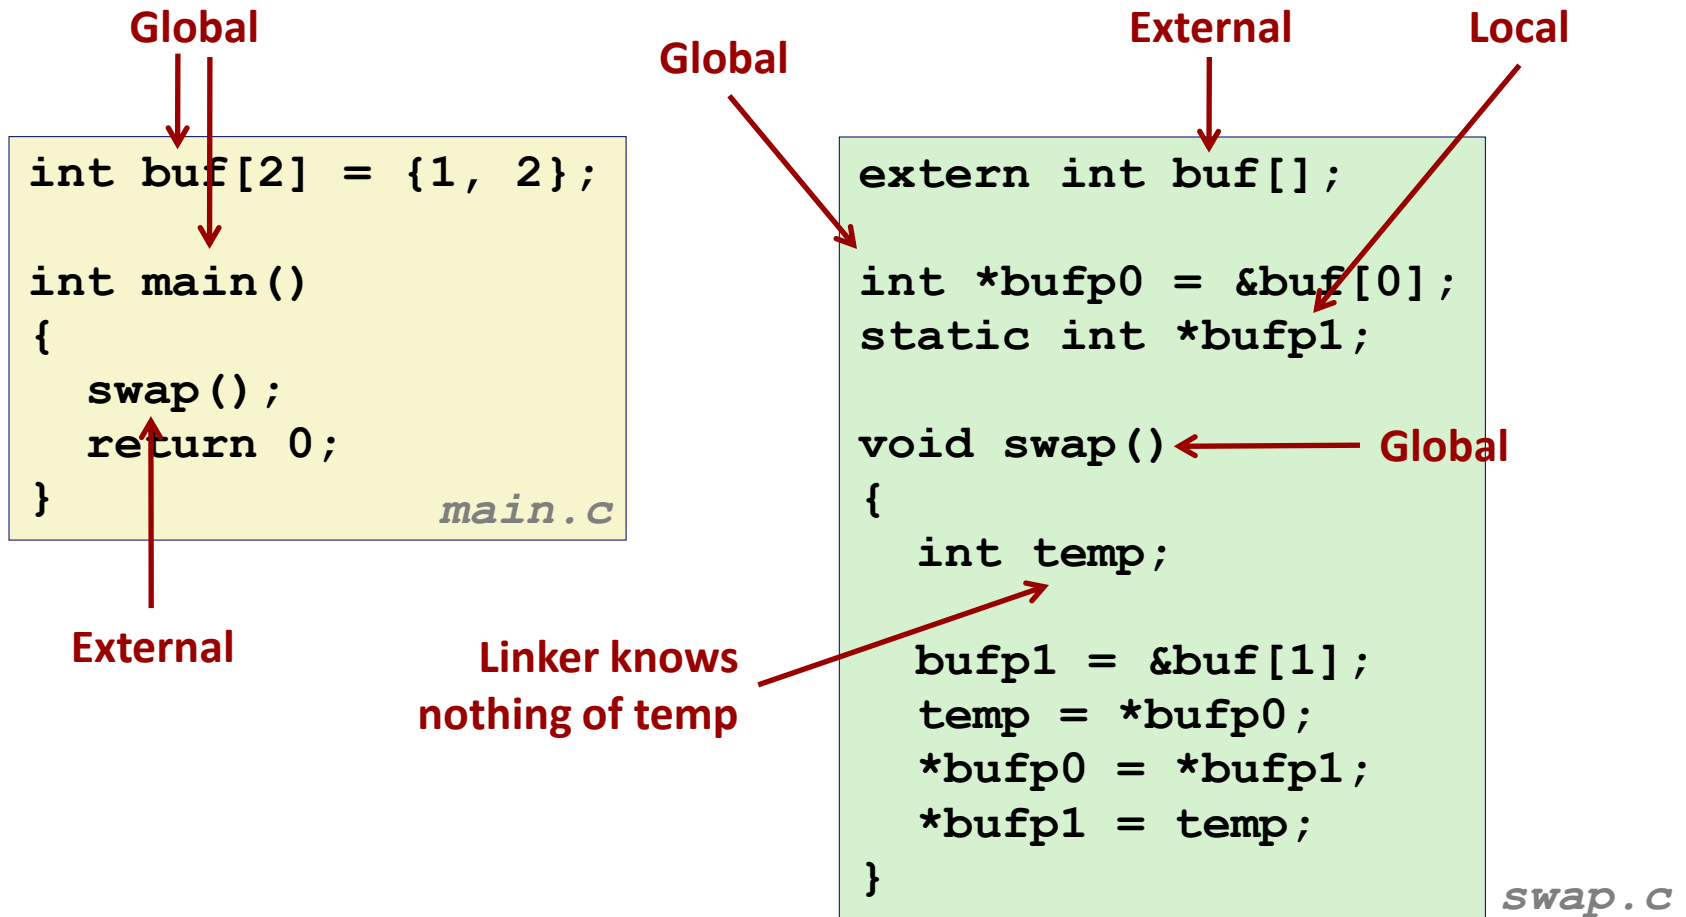 Global
int buf[2] = {1, 2};
int main()
{
  swap();
  return 0;
}
main.c
External
Global
External
Local
extern int buf[];
int *bufp0 = &buf[0];
static int *bufp1;
void swap()
Global
{
  int temp;
Linker knows
nothing of temp
  bufp1 = &buf[1];
  temp = *bufp0;
  *bufp0 = *bufp1;
  *bufp1 = temp;
}
swap.c